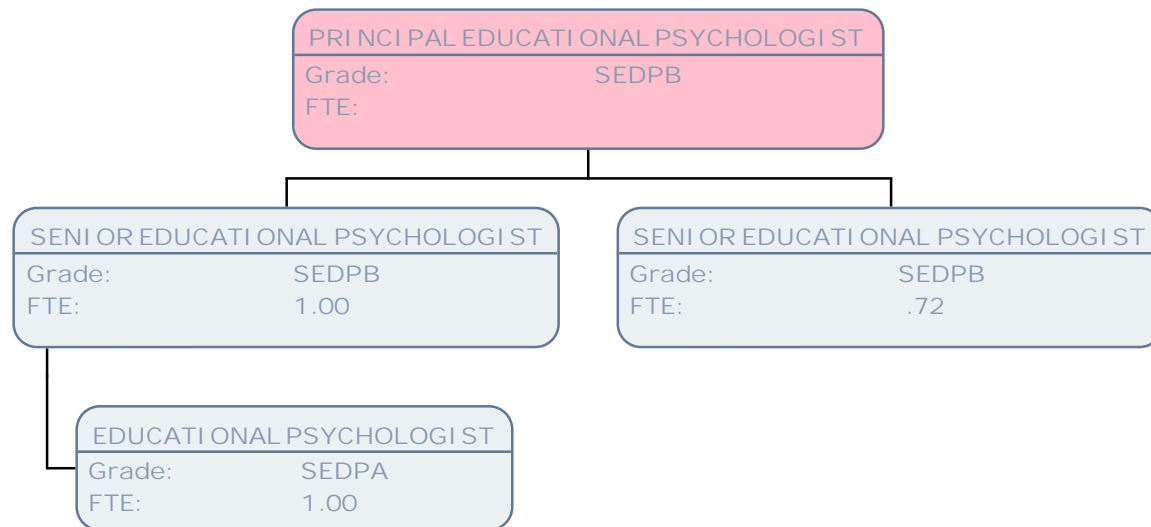 PRINCIPAL EDUCATIONAL PSYCHOLOGIST
Grade: SEDPB
FTE:
SENIOR EDUCATIONAL PSYCHOLOGIST
Grade: SEDPB
FTE: 1.00
SENIOR EDUCATIONAL PSYCHOLOGIST
Grade: SEDPB
FTE: .72
EDUCATIONAL PSYCHOLOGIST
Grade: SEDPA
FTE: 1.00